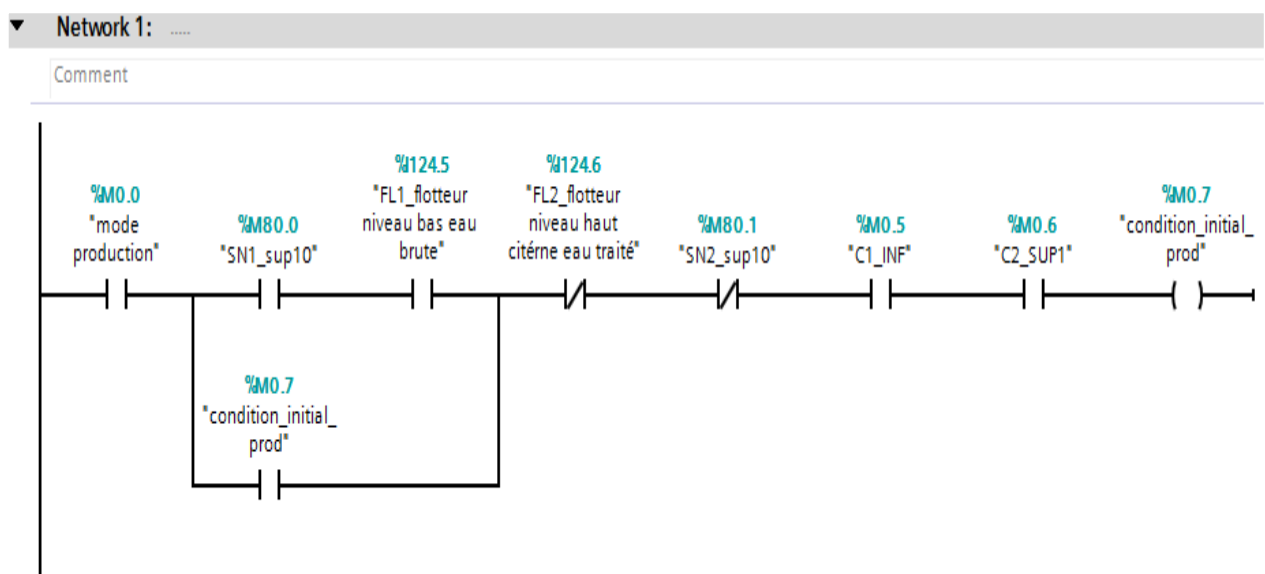 Network 1: .....
Comment
%M0.0
"mode
production"
%M80.0
"SN1_sup10"
%I124.5
"FL1_flotteur
niveau bas eau
brute"
%I124.6
"FL2_flotteur
niveau haut
citérne eau traité"
%M80.1
"SN2_sup10"
%M0.5
"C1_INF"
%M0.6
"C2_SUP1"
%M0.7
"condition_initial_
prod"
%M0.7
"condition_initial_
prod"